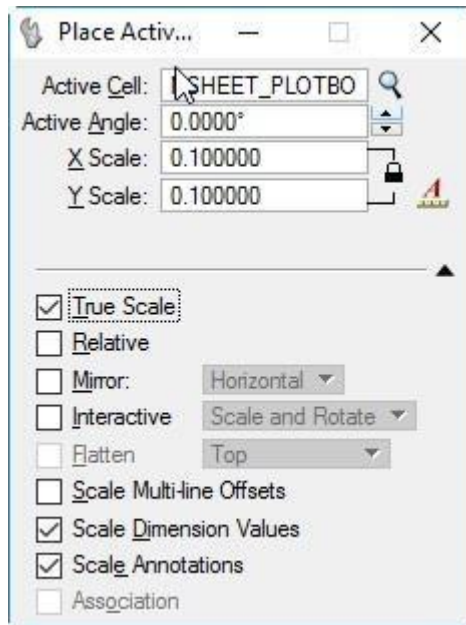 Place Activ...
Active Cell: SHEET_PLOTBO
Active Angle: 0.0000°
X Scale: 0.100000
Y Scale: 0.100000
A
True Scale
Relative
Mirror: Horizontal
Interactive Scale and Rotate
Flatten Top
Scale Multi-line Offsets
Scale Dimension Values
Scale Annotations
Association